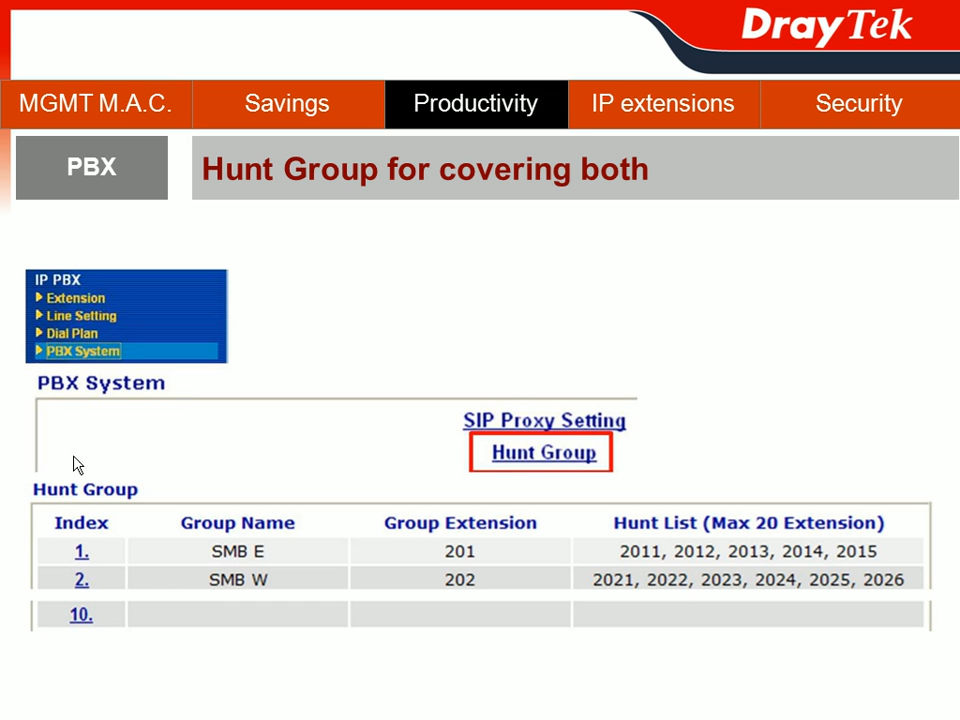 DrayTek
MGMT M.A.C. Savings Productivity IP extensions Security
PBX Hunt Group for covering both
IP PBX
Extension
Line Setting
Dial Plan
PBX System
PBX System
SIP Proxy Setting
Hunt Group
Hunt Group
Index Group Name Group Extension Hunt List (Max 20 Extension)
1. SMB E 201 2011, 2012, 2013, 2014, 2015
2. SMB W 202 2021, 2022, 2023, 2024, 2025, 2026
10.